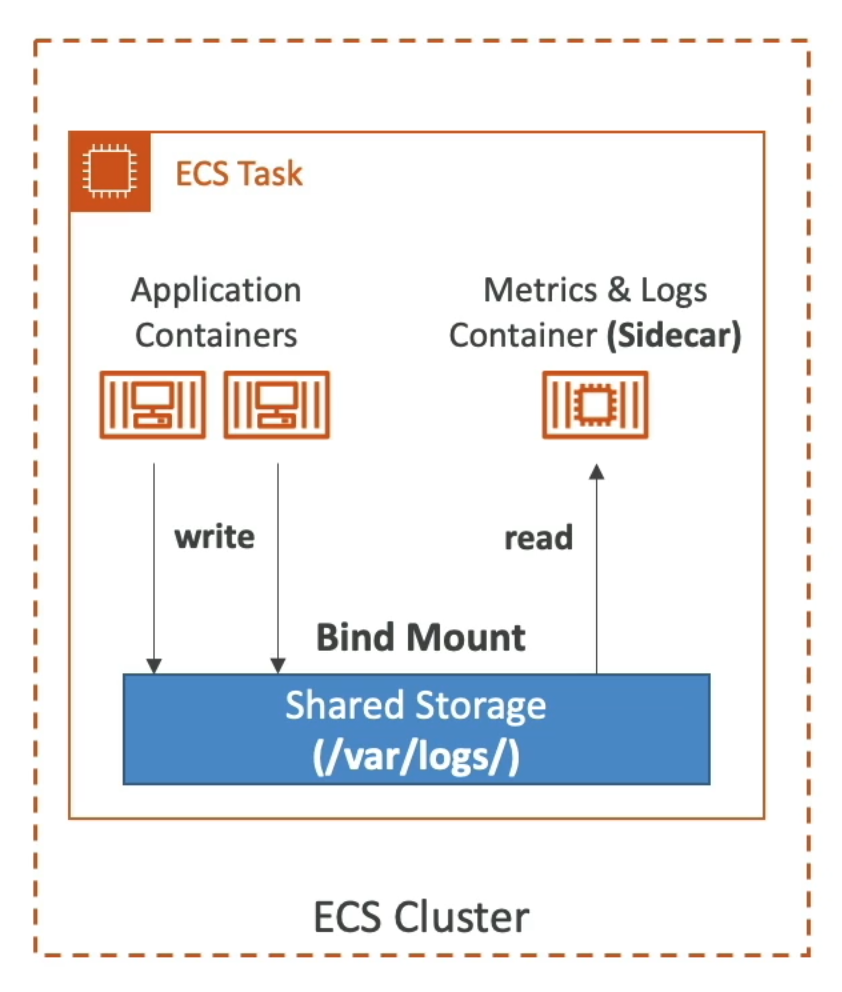 ECS Task
Application
Containers
Metrics & Logs
Container (Sidecar)
write
read
Bind Mount
Shared Storage
(/var/logs/)
ECS Cluster